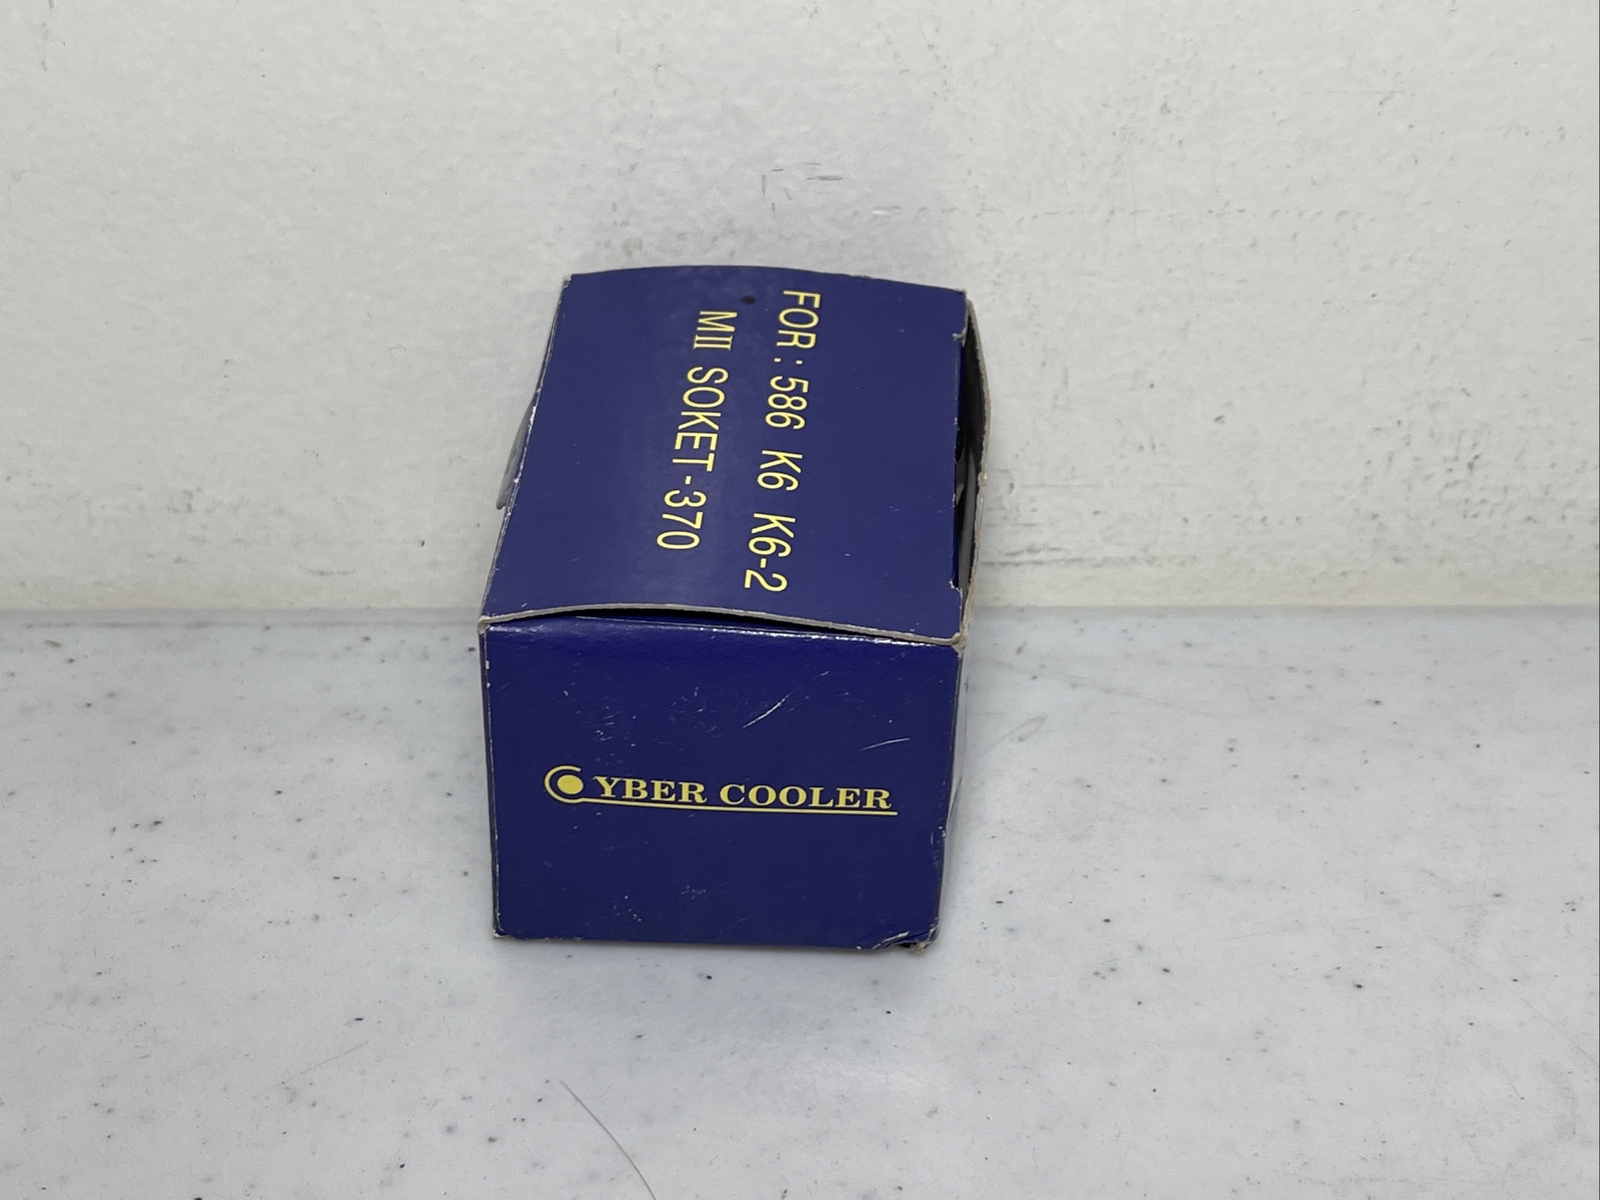 FOR:586 K6 K6-2
MII SOKET-370
CYBER COOLER